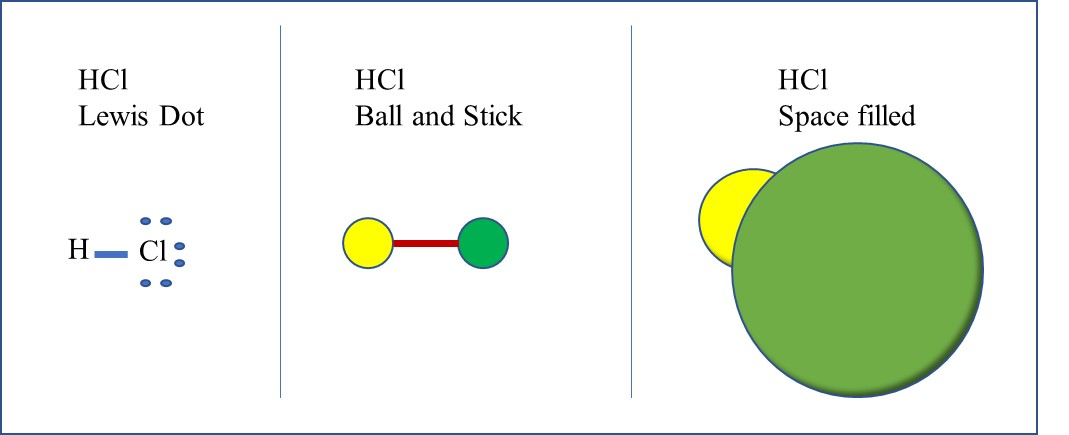 HCl
Lewis Dot
H Cl
HCl
Ball and Stick
HCl
Space filled